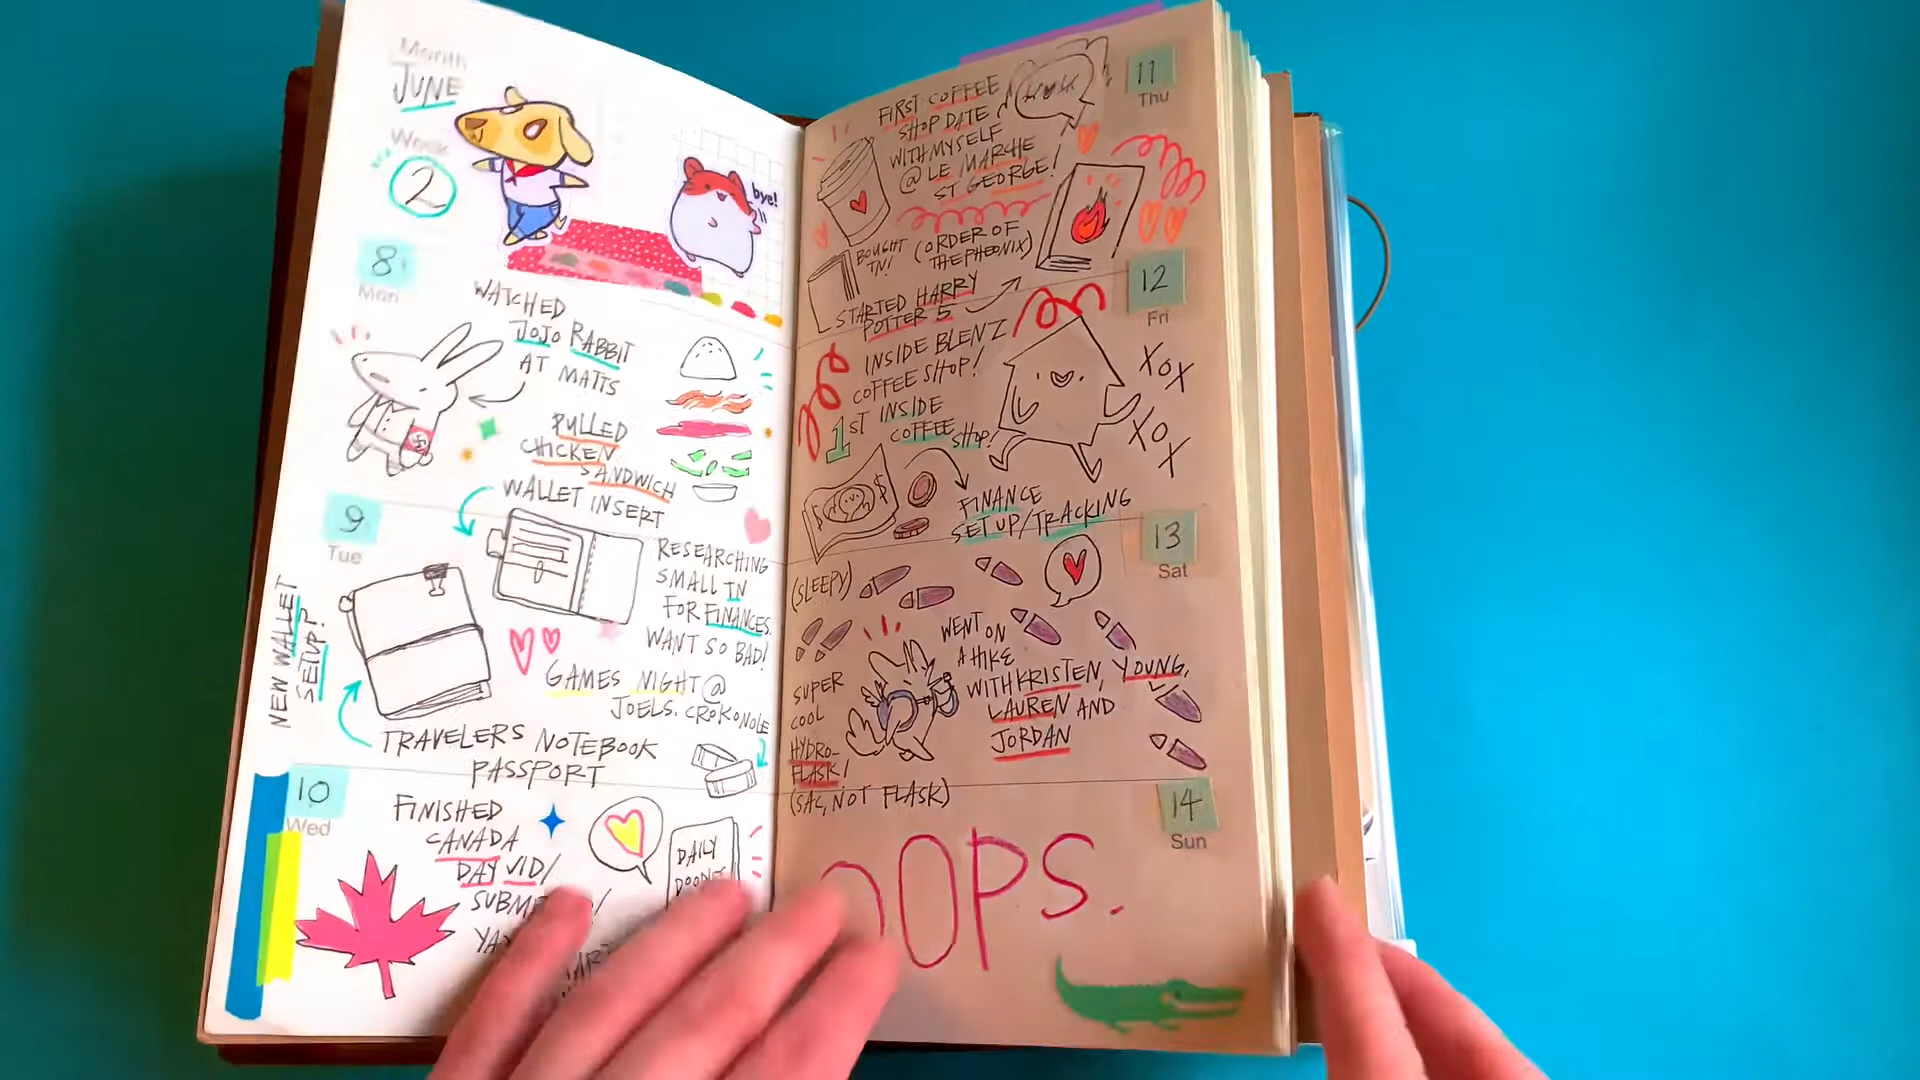 Month
JUNE
Week
2
bye!
8
Mon
WATCHED
JOJO RABBIT
AT MATTS
PULLED
CHICKEN
SANDWICH
9
Tue
WALLET INSERT
RESEARCHING
SMALL TN
FOR FINANCES.
WANT SO BAD!
NEW WALLET
SETUP?
GAMES NIGHT @
JOELS. CROKONOLE
TRAVELERS NOTEBOOK
PASSPORT
10
Wed
FINISHED
CANADA
DAY VID/
DAILY
11
Thu
FIRST COFFEE
SHOP DATE
WITH MYSELF
@ LE MARCHE
ST GEORGE!
BOUGHT
TN!
(ORDER OF
THE PHEONIX)
STARTED HARRY
POTTER 5
12
Fri
INSIDE BLENZ
COFFEE SHOP!
1ST INSIDE
COFFEE SHOP!
XOX
XOX
FINANCE
SETUP/TRACKING
13
Sat
(SLEEPY)
WENT ON
A HIKE
WITH KRISTEN, YOUNG,
LAUREN AND
JORDAN
SUPER
COOL
HYDRO-
FLASK!
(SAC, NOT FLASK)
14
Sun
OOPS.